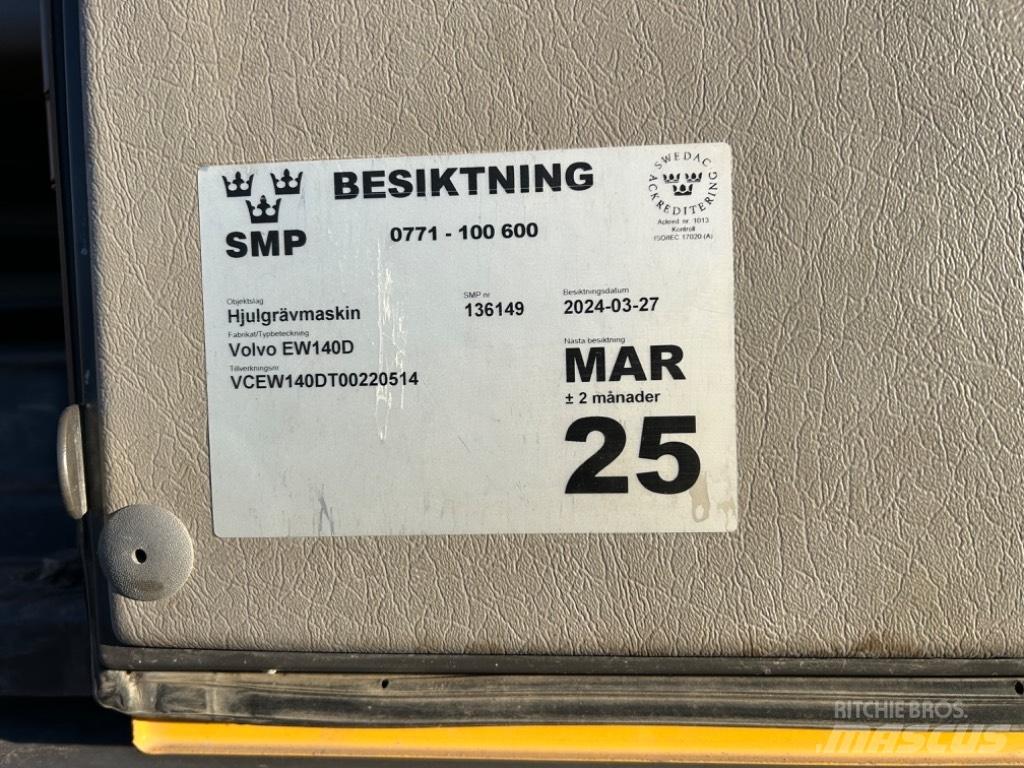 BESIKTNING
SMP
0771 - 100 600
SWEDAC
ACKREDITERING
Ackred. nr. 1013
Kontroll
ISO/IEC 17020 (A)
Objektslag
Hjulgrävmaskin
SMP nr
136149
Besiktningsdatum
2024-03-27
Fabrikat/Typbeteckning
Volvo EW140D
Tillverkningsnr
VCEW140DT00220514
Nästa besiktning
MAR
± 2 månader
25
RITCHIE BROS.
MASCUS